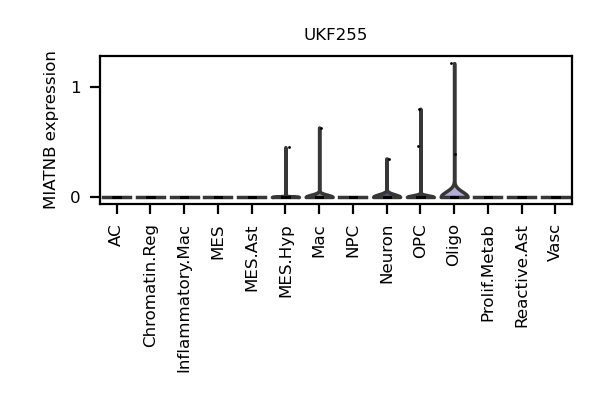 UKF255
MIATNB expression
1
0
AC
Chromatin.Reg
Inflammatory.Mac
MES
MES.Ast
MES.Hyp
Mac
NPC
Neuron
OPC
Oligo
Prolif.Metab
Reactive.Ast
Vasc